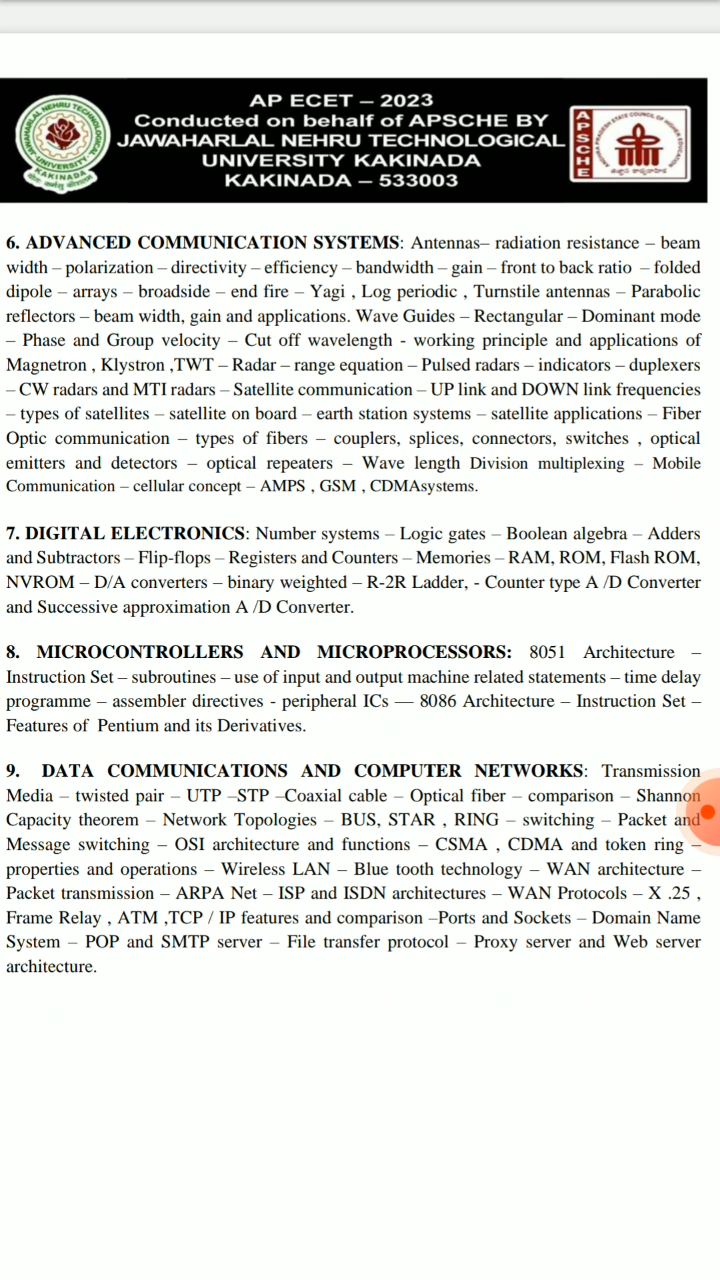 AP ECET – 2023
Conducted on behalf of APSCHE BY
JAWAHARLAL NEHRU TECHNOLOGICAL
UNIVERSITY KAKINADA
KAKINADA – 533003
APSCHE
KAKINADA
6. ADVANCED COMMUNICATION SYSTEMS: Antennas– radiation resistance – beam
width – polarization – directivity – efficiency – bandwidth – gain – front to back ratio – folded
dipole – arrays – broadside – end fire – Yagi , Log periodic , Turnstile antennas – Parabolic
reflectors – beam width, gain and applications. Wave Guides – Rectangular – Dominant mode
– Phase and Group velocity – Cut off wavelength - working principle and applications of
Magnetron , Klystron ,TWT – Radar – range equation – Pulsed radars – indicators – duplexers
– CW radars and MTI radars – Satellite communication – UP link and DOWN link frequencies
– types of satellites – satellite on board – earth station systems – satellite applications – Fiber
Optic communication – types of fibers – couplers, splices, connectors, switches , optical
emitters and detectors – optical repeaters – Wave length Division multiplexing – Mobile
Communication – cellular concept – AMPS , GSM , CDMAsystems.
7. DIGITAL ELECTRONICS: Number systems – Logic gates – Boolean algebra – Adders
and Subtractors – Flip-flops – Registers and Counters – Memories – RAM, ROM, Flash ROM,
NVROM – D/A converters – binary weighted – R-2R Ladder, - Counter type A /D Converter
and Successive approximation A /D Converter.
8. MICROCONTROLLERS AND MICROPROCESSORS: 8051 Architecture –
Instruction Set – subroutines – use of input and output machine related statements – time delay
programme – assembler directives - peripheral ICs –– 8086 Architecture – Instruction Set –
Features of Pentium and its Derivatives.
9. DATA COMMUNICATIONS AND COMPUTER NETWORKS: Transmission
Media – twisted pair – UTP –STP –Coaxial cable – Optical fiber – comparison – Shannon
Capacity theorem – Network Topologies – BUS, STAR , RING – switching – Packet and
Message switching – OSI architecture and functions – CSMA , CDMA and token ring –
properties and operations – Wireless LAN – Blue tooth technology – WAN architecture –
Packet transmission – ARPA Net – ISP and ISDN architectures – WAN Protocols – X .25 ,
Frame Relay , ATM ,TCP / IP features and comparison –Ports and Sockets – Domain Name
System – POP and SMTP server – File transfer protocol – Proxy server and Web server
architecture.